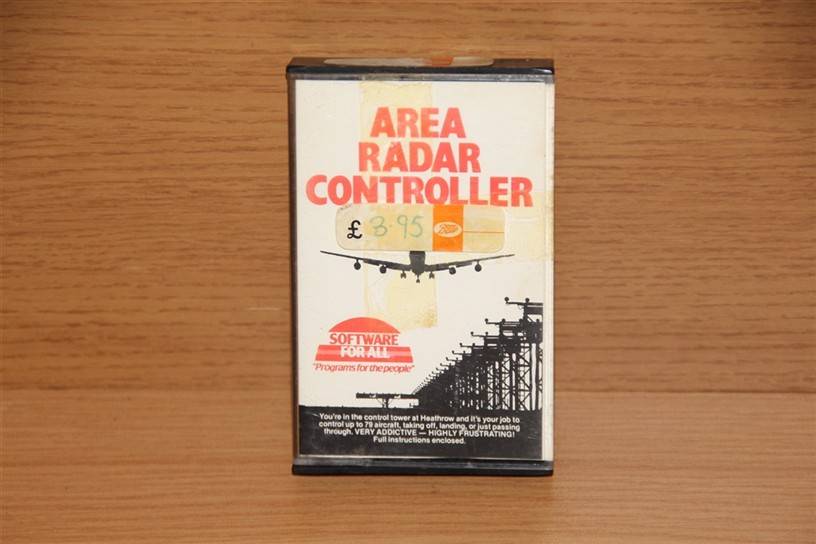 AREA
RADAR
CONTROLLER
£ 3.95 Boots
SOFTWARE
FOR ALL
"Programs for the people"
You're in the control tower at Heathrow and it's your job to
control up to 79 aircraft, taking off, landing, or just passing
through. VERY ADDICTIVE — HIGHLY FRUSTRATING!
Full instructions enclosed.